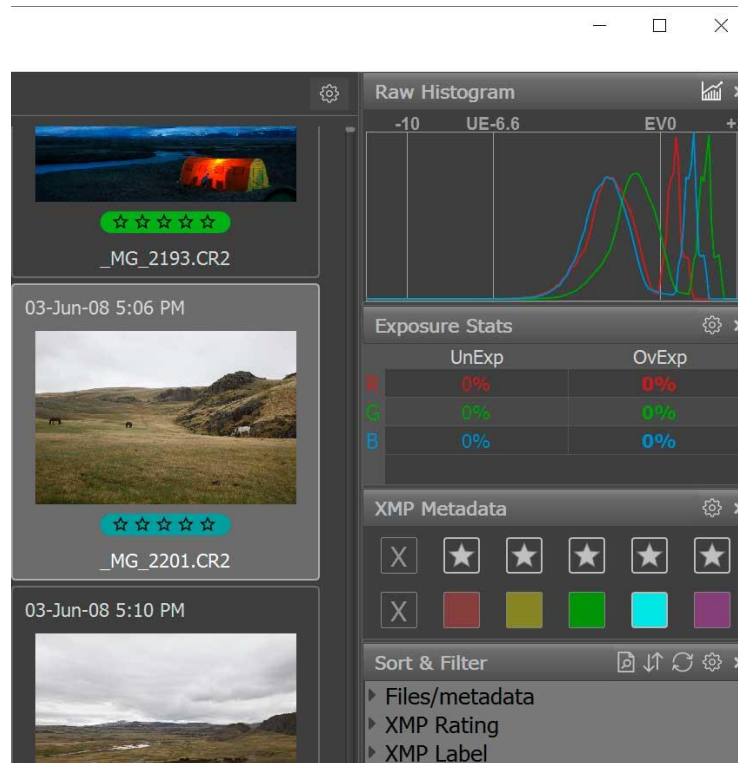 Raw Histogram
-10 UE-6.6 EV0
_MG_2193.CR2
03-Jun-08 5:06 PM
_MG_2201.CR2
03-Jun-08 5:10 PM
Exposure Stats
UnExp OvExp
R 0% 0%
G 0% 0%
B 0% 0%
XMP Metadata
X
X
Sort & Filter
Files/metadata
XMP Rating
XMP Label